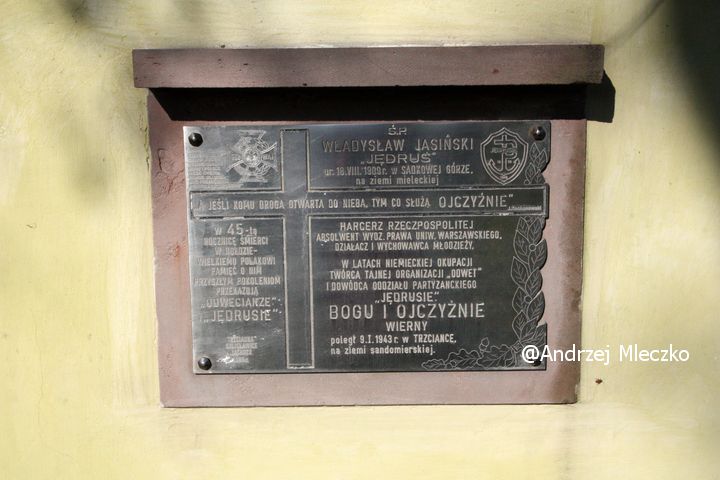 Ś.P.
WŁADYSŁAW JASIŃSKI
„JĘDRUŚ”
ur. 18.VIII.1909 r. w SADKOWEJ GÓRZE,
na ziemi mieleckiej
„A JEŚLI KOMU DROGA OTWARTA DO NIEBA, TYM CO SŁUŻĄ OJCZYŹNIE”
W 45-tą
ROCZNICĘ ŚMIERCI
W HOŁDZIE
WIELKIEMU POLAKOWI
PAMIĘĆ O NIM
PRZYSZŁYM POKOLENIOM
PRZEKAZUJĄ
„ODWECIARZE”
„JĘDRUSIE”
HARCERZ RZECZPOSPOLITEJ
ABSOLWENT WYDZ. PRAWA UNIW. WARSZAWSKIEGO,
DZIAŁACZ I WYCHOWAWCA MŁODZIEŻY.
W LATACH NIEMIECKIEJ OKUPACJI
TWÓRCA TAJNEJ ORGANIZACJI „ODWET”
I DOWÓDCA ODDZIAŁU PARTYZANCKIEGO
„JĘDRUSIE”
BOGU I OJCZYŹNIE
WIERNY
poległ 9.I.1943 r. w TRZCIANCE,
na ziemi sandomierskiej.
@Andrzej Mleczko